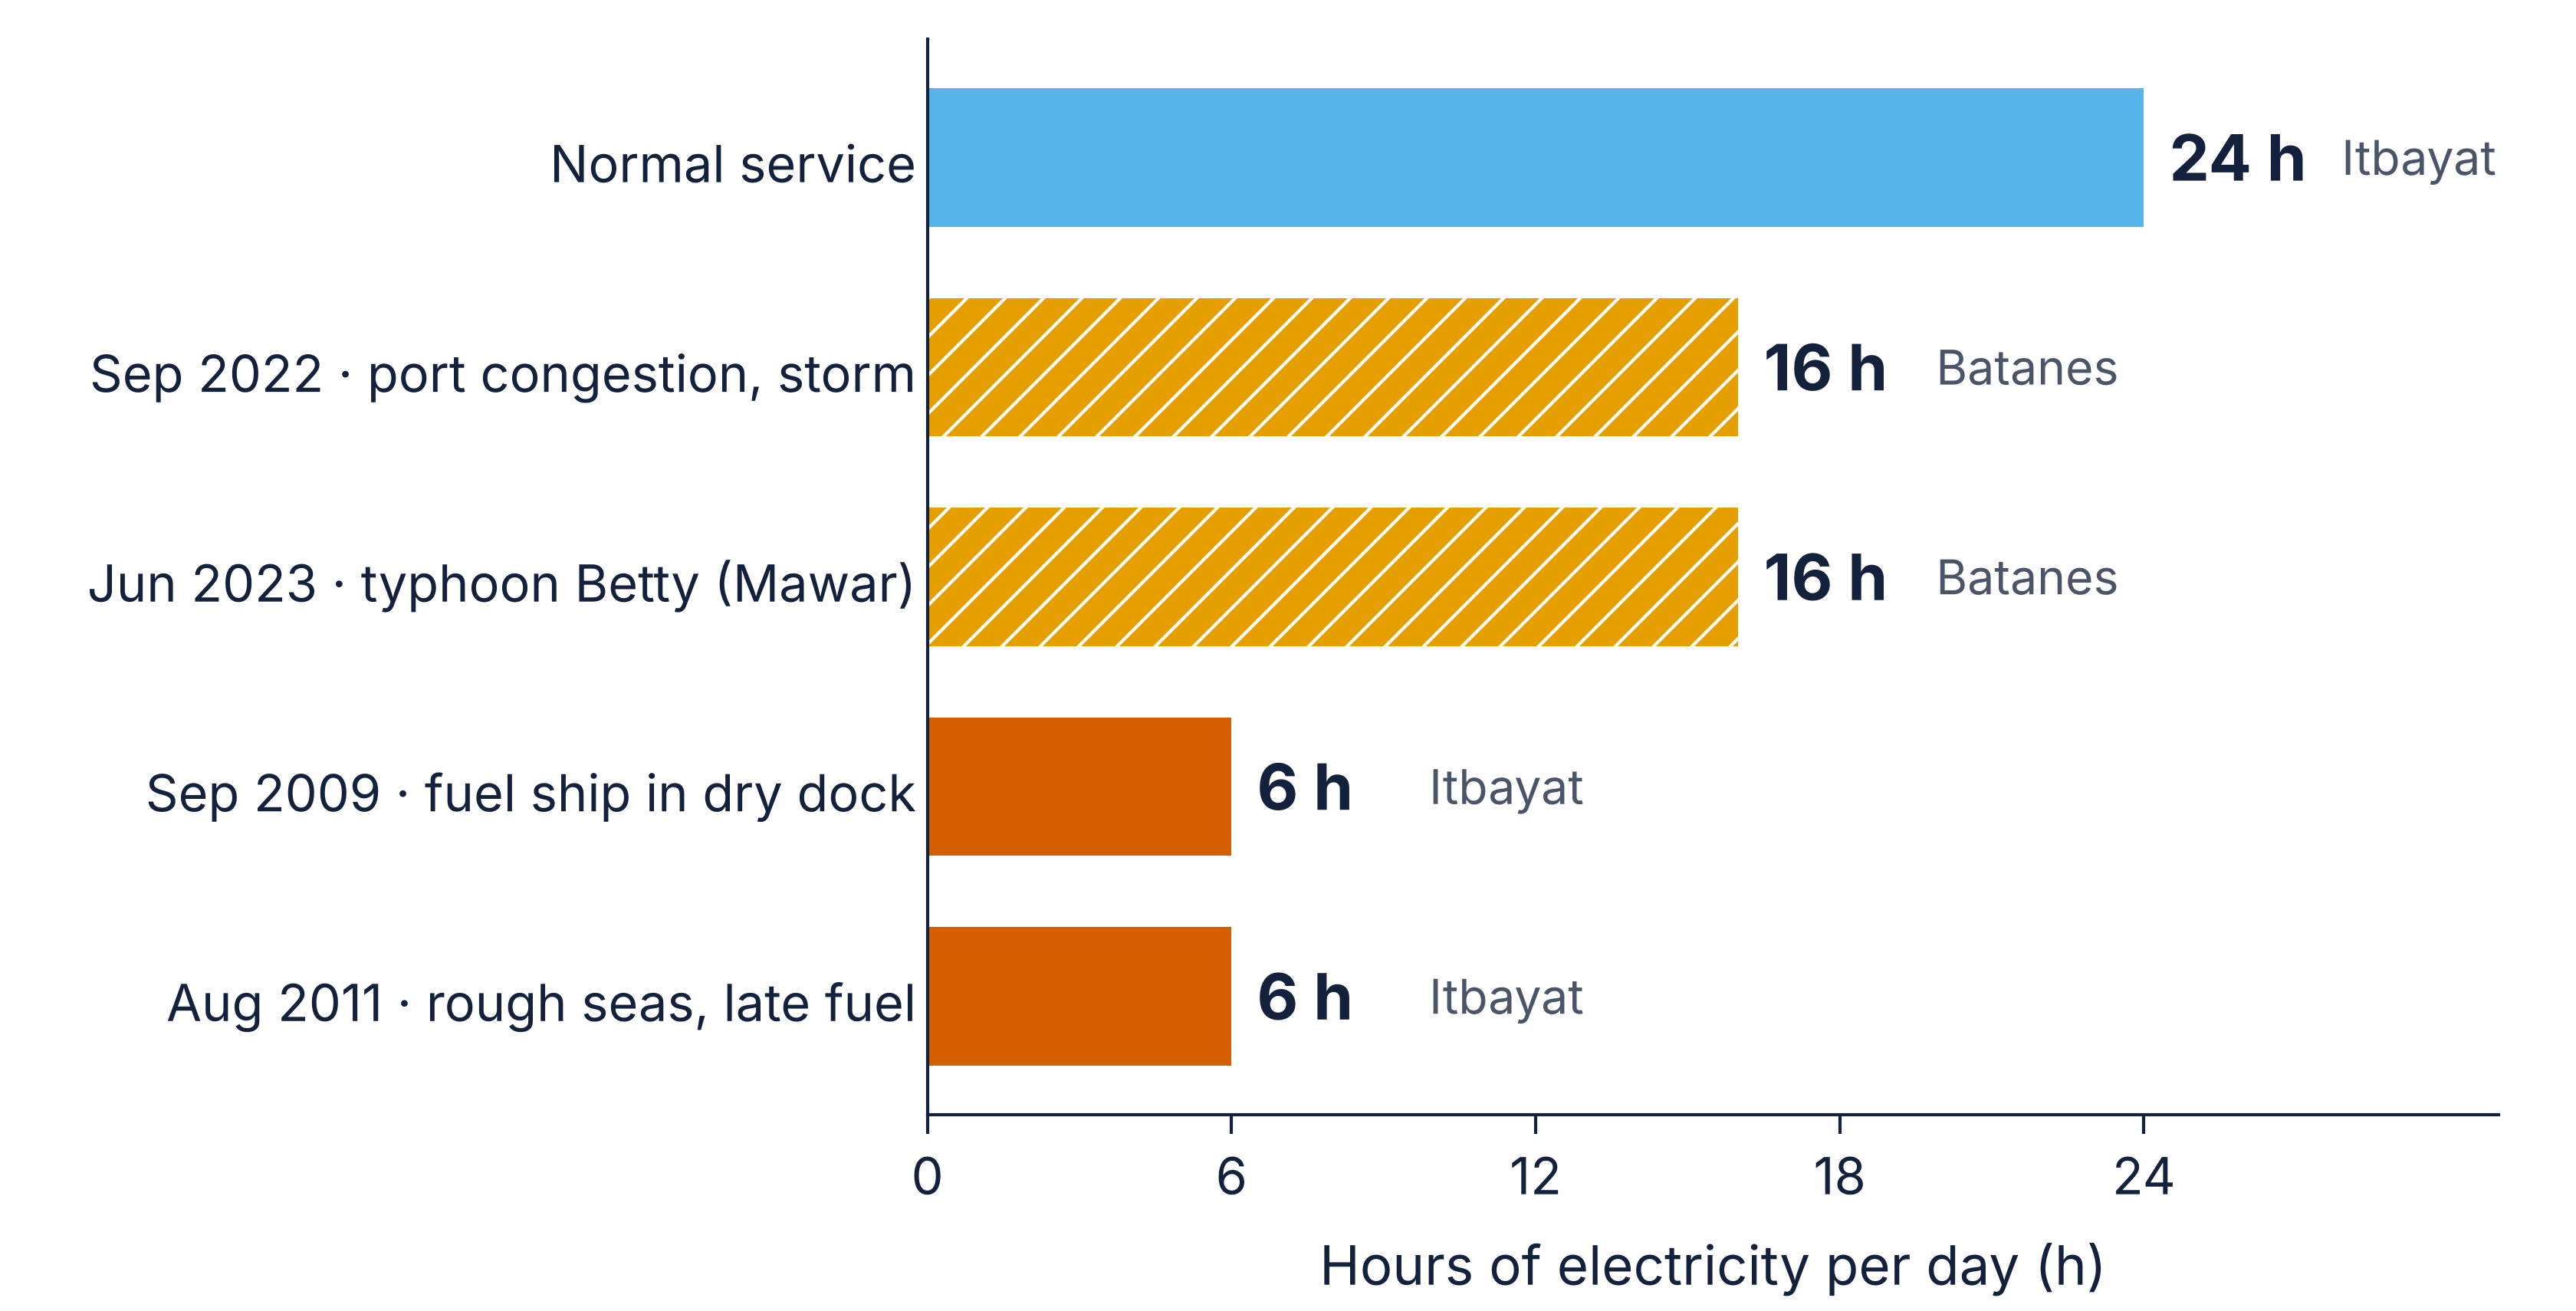 Normal service 24 h Itbayat
Sep 2022 · port congestion, storm 16 h Batanes
Jun 2023 · typhoon Betty (Mawar) 16 h Batanes
Sep 2009 · fuel ship in dry dock 6 h Itbayat
Aug 2011 · rough seas, late fuel 6 h Itbayat
0 6 12 18 24
Hours of electricity per day (h)